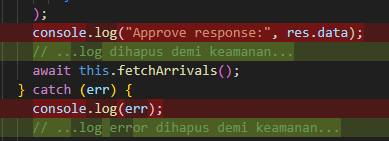 );
console.log("Approve response:", res.data);
// ...log dihapus demi keamanan...
await this.fetchArrivals();
} catch (err) {
console.log(err);
// ...log error dihapus demi keamanan...